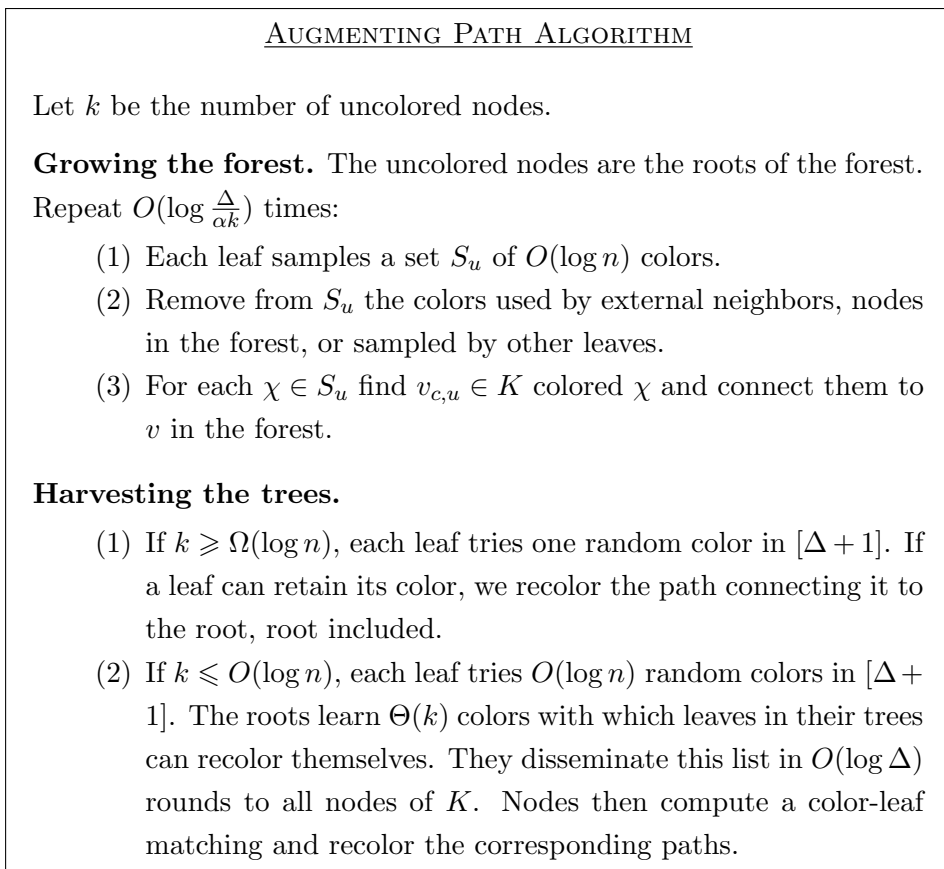 AUGMENTING PATH ALGORITHM
Let k be the number of uncolored nodes.
Growing the forest. The uncolored nodes are the roots of the forest.
Repeat O(log Δ/αk) times:
(1) Each leaf samples a set S_u of O(log n) colors.
(2) Remove from S_u the colors used by external neighbors, nodes
in the forest, or sampled by other leaves.
(3) For each χ ∈ S_u find v_{c,u} ∈ K colored χ and connect them to
v in the forest.
Harvesting the trees.
(1) If k ⩾ Ω(log n), each leaf tries one random color in [Δ + 1]. If
a leaf can retain its color, we recolor the path connecting it to
the root, root included.
(2) If k ⩽ O(log n), each leaf tries O(log n) random colors in [Δ +
1]. The roots learn Θ(k) colors with which leaves in their trees
can recolor themselves. They disseminate this list in O(log Δ)
rounds to all nodes of K. Nodes then compute a color-leaf
matching and recolor the corresponding paths.